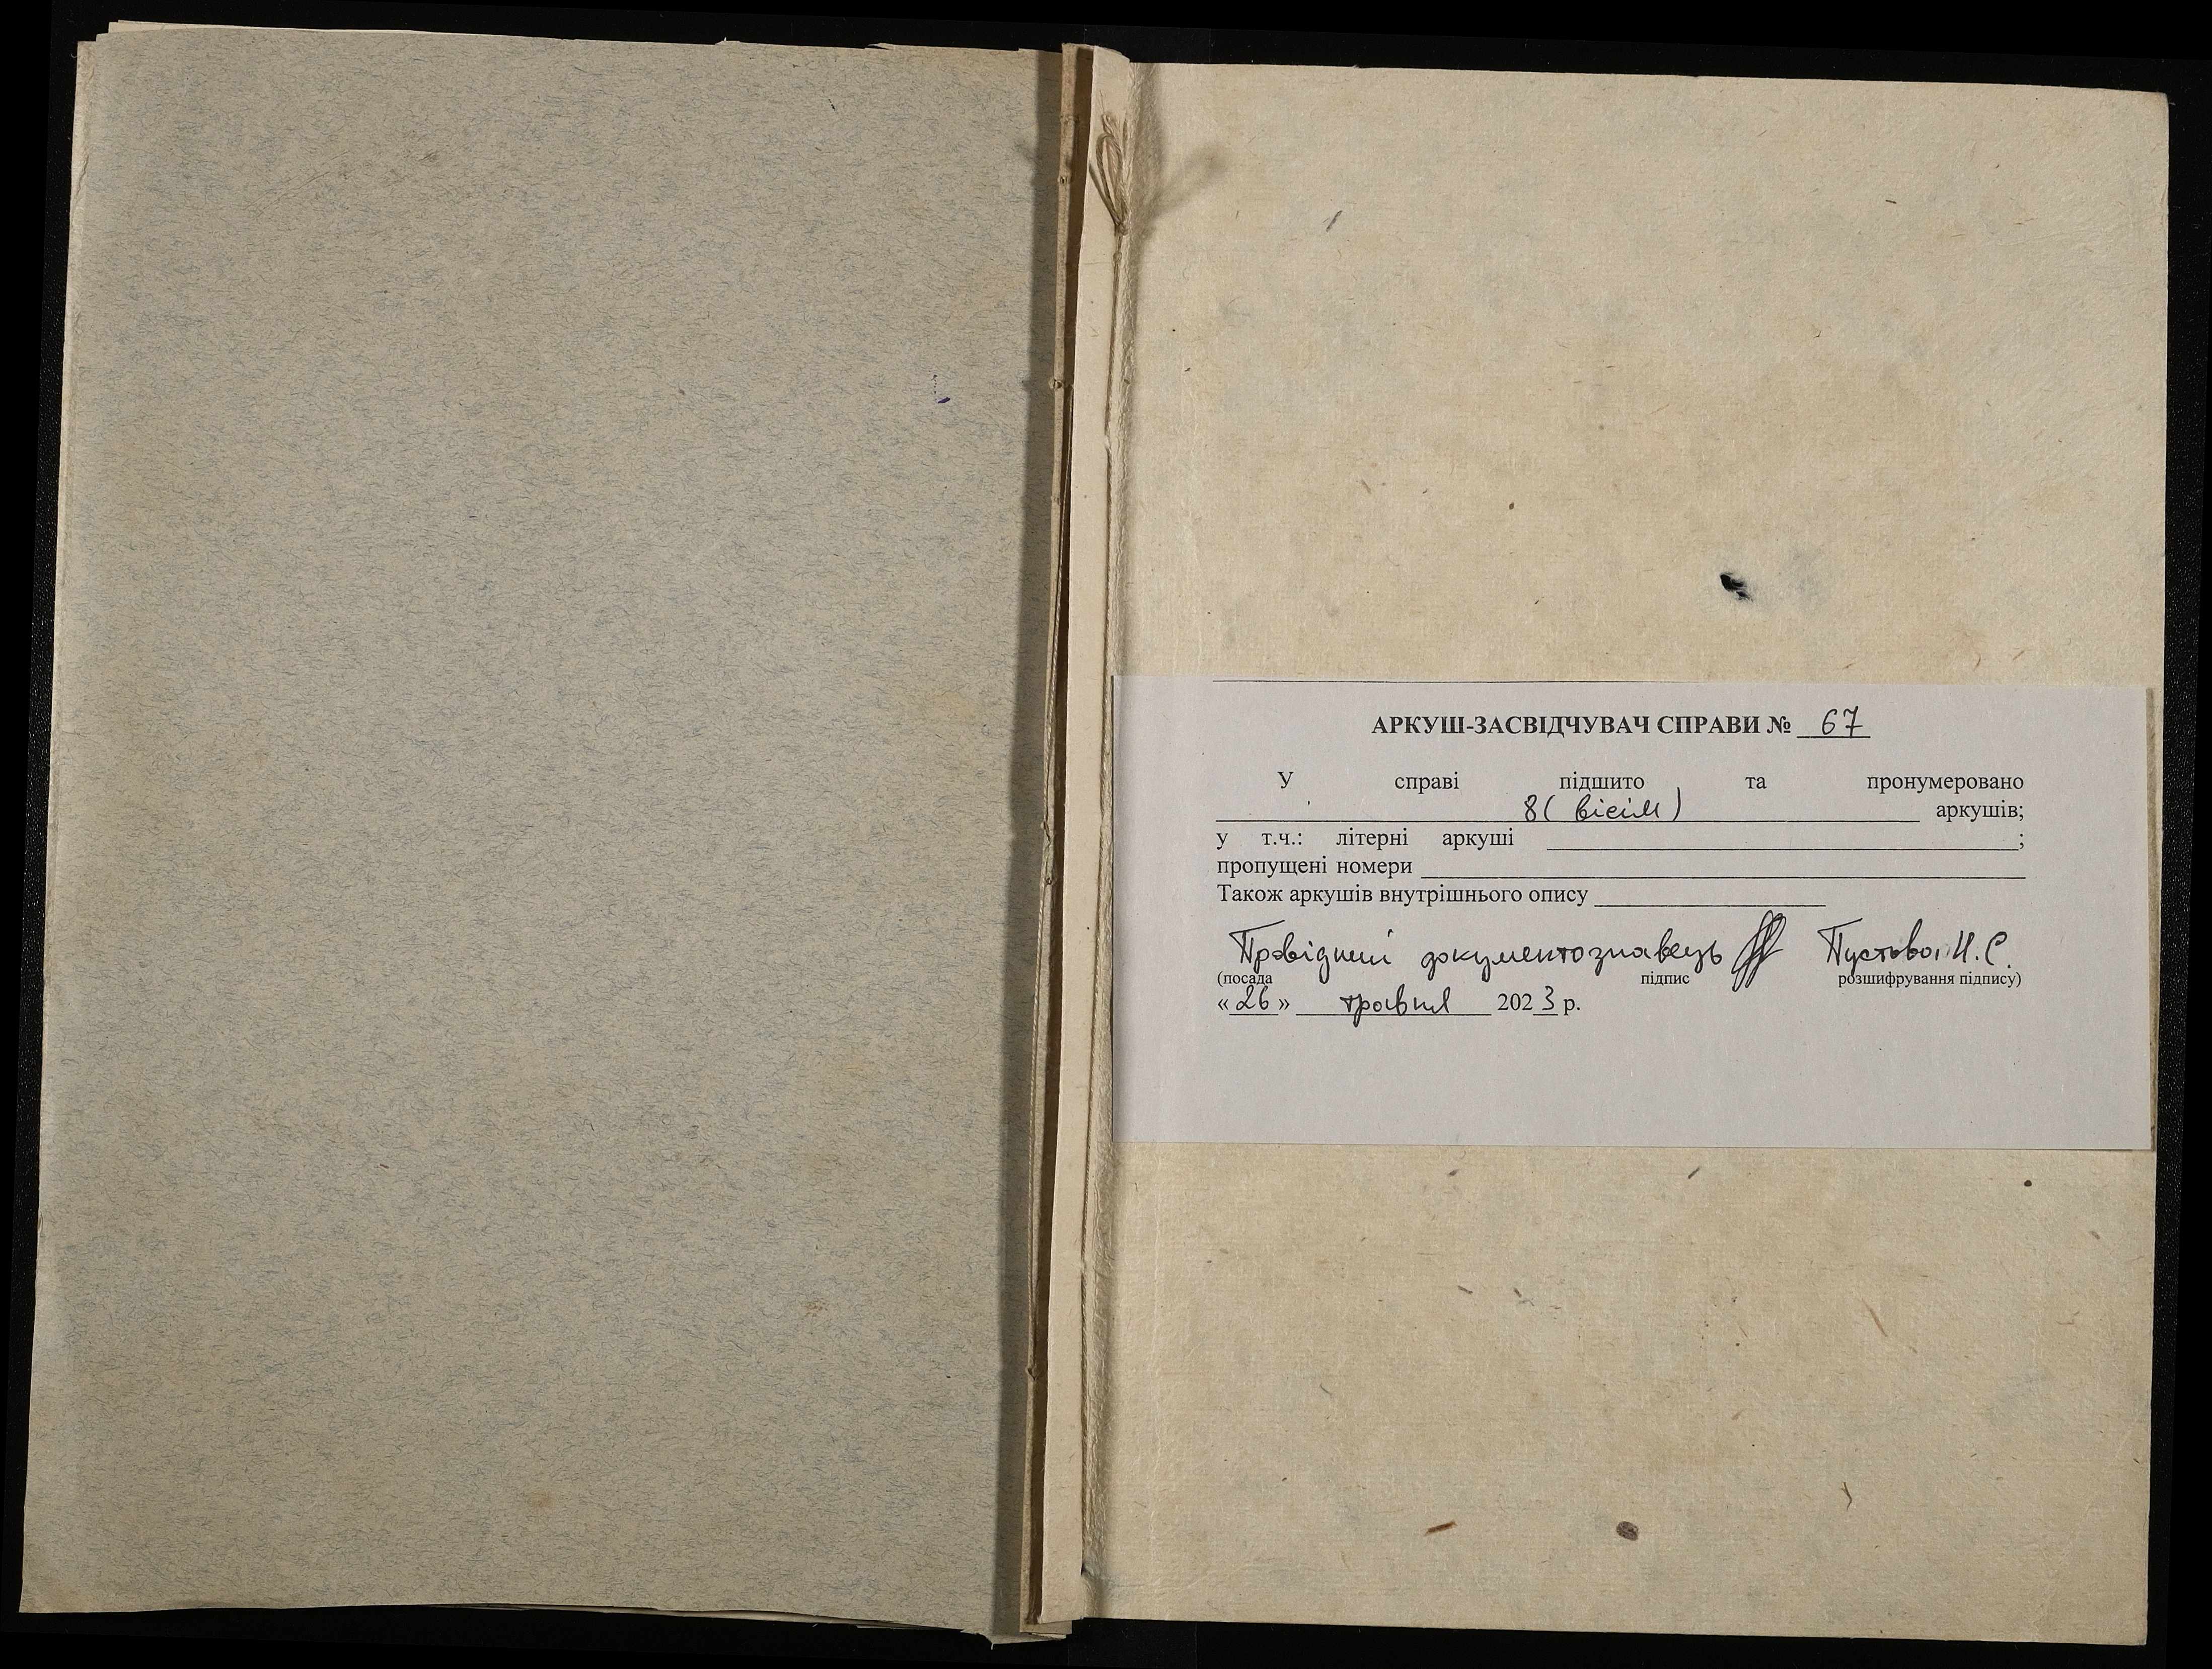 АРКУШ-ЗАСВІДЧУВАЧ СПРАВИ № 67
У справі підшито та пронумеровано
8 (вісім) аркушів;
у т.ч.: літерні аркуші ;
пропущені номери
Також аркушів внутрішнього опису
Провідний документознавець
(посада підпис розшифрування підпису)
«26» травня 2023 р.